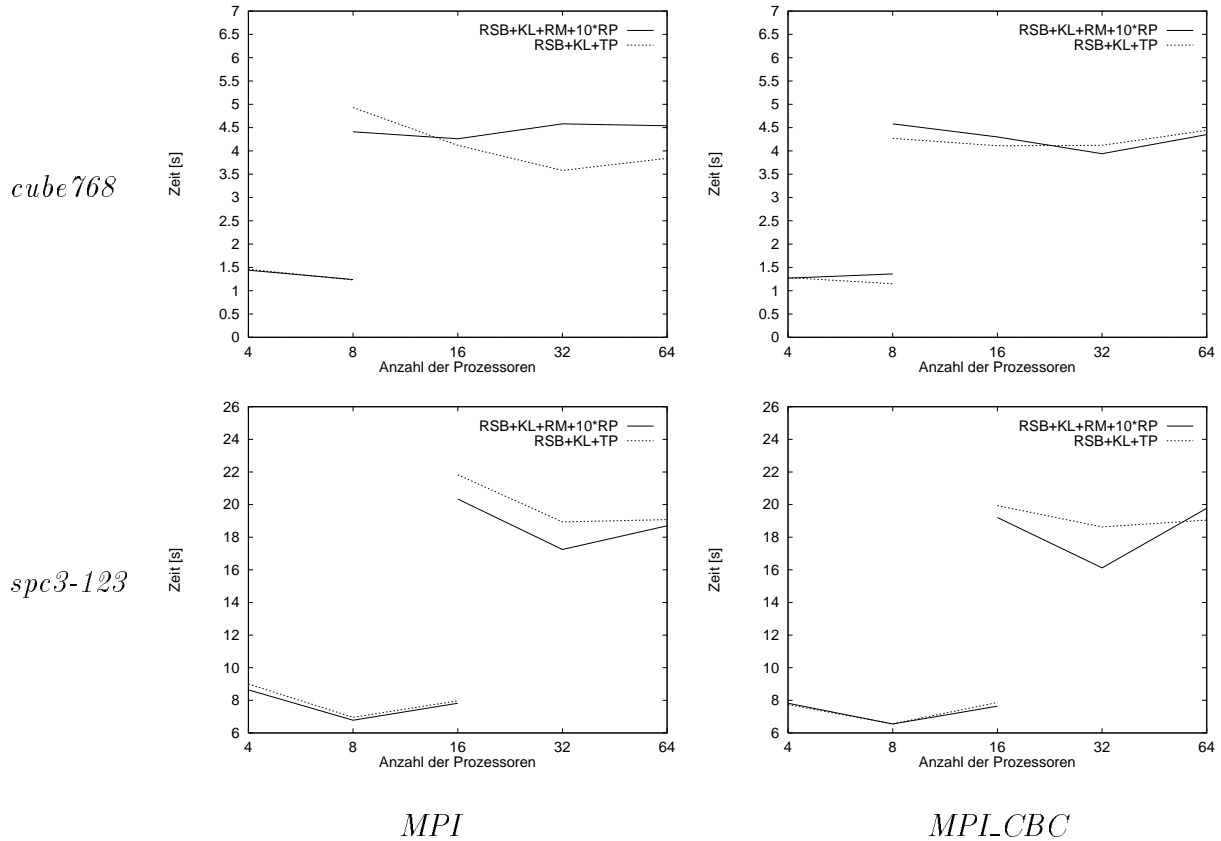 cube768
7
6.5
6
5.5
5
4.5
4
3.5
3
2.5
2
1.5
1
0.5
0
Zeit [s]
RSB+KL+RM+10*RP
RSB+KL+TP
4 8 16 32 64
Anzahl der Prozessoren
7
6.5
6
5.5
5
4.5
4
3.5
3
2.5
2
1.5
1
0.5
0
Zeit [s]
RSB+KL+RM+10*RP
RSB+KL+TP
4 8 16 32 64
Anzahl der Prozessoren
spc3-123
26
24
22
20
18
16
14
12
10
8
6
Zeit [s]
RSB+KL+RM+10*RP
RSB+KL+TP
4 8 16 32 64
Anzahl der Prozessoren
26
24
22
20
18
16
14
12
10
8
6
Zeit [s]
RSB+KL+RM+10*RP
RSB+KL+TP
4 8 16 32 64
Anzahl der Prozessoren
MPI
MPI_CBC